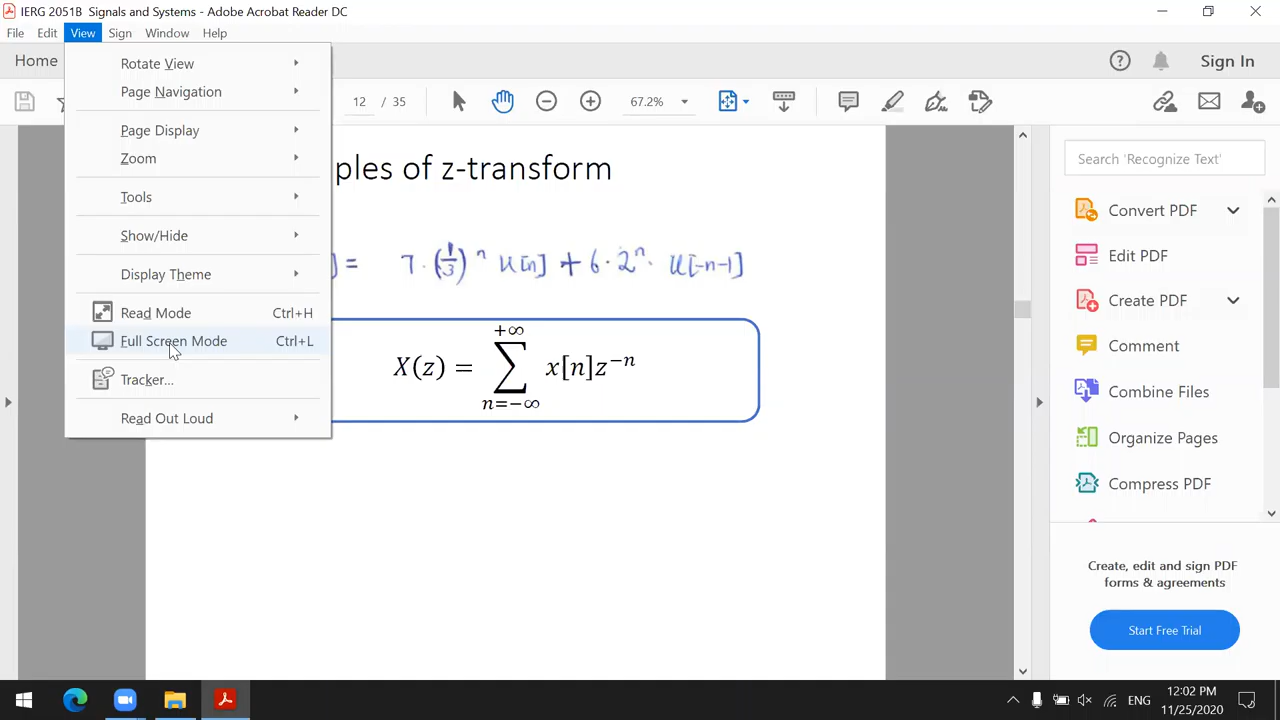 IERG 2051B  Signals and Systems - Adobe Acrobat Reader DC
File Edit View Sign Window Help
Home
Sign In
12 / 35
67.2%
Rotate View
Page Navigation
Page Display
Zoom
Tools
Show/Hide
Display Theme
Read Mode Ctrl+H
Full Screen Mode Ctrl+L
Tracker...
Read Out Loud
ples of z-transform
] = 7·(1/3)^n u[n] + 6·2^n· u[-n-1]
X(z) = ∑_{n=−∞}^{+∞} x[n]z^{−n}
Search 'Recognize Text'
Convert PDF
Edit PDF
Create PDF
Comment
Combine Files
Organize Pages
Compress PDF
Create, edit and sign PDF
forms & agreements
Start Free Trial
ENG
12:02 PM
11/25/2020